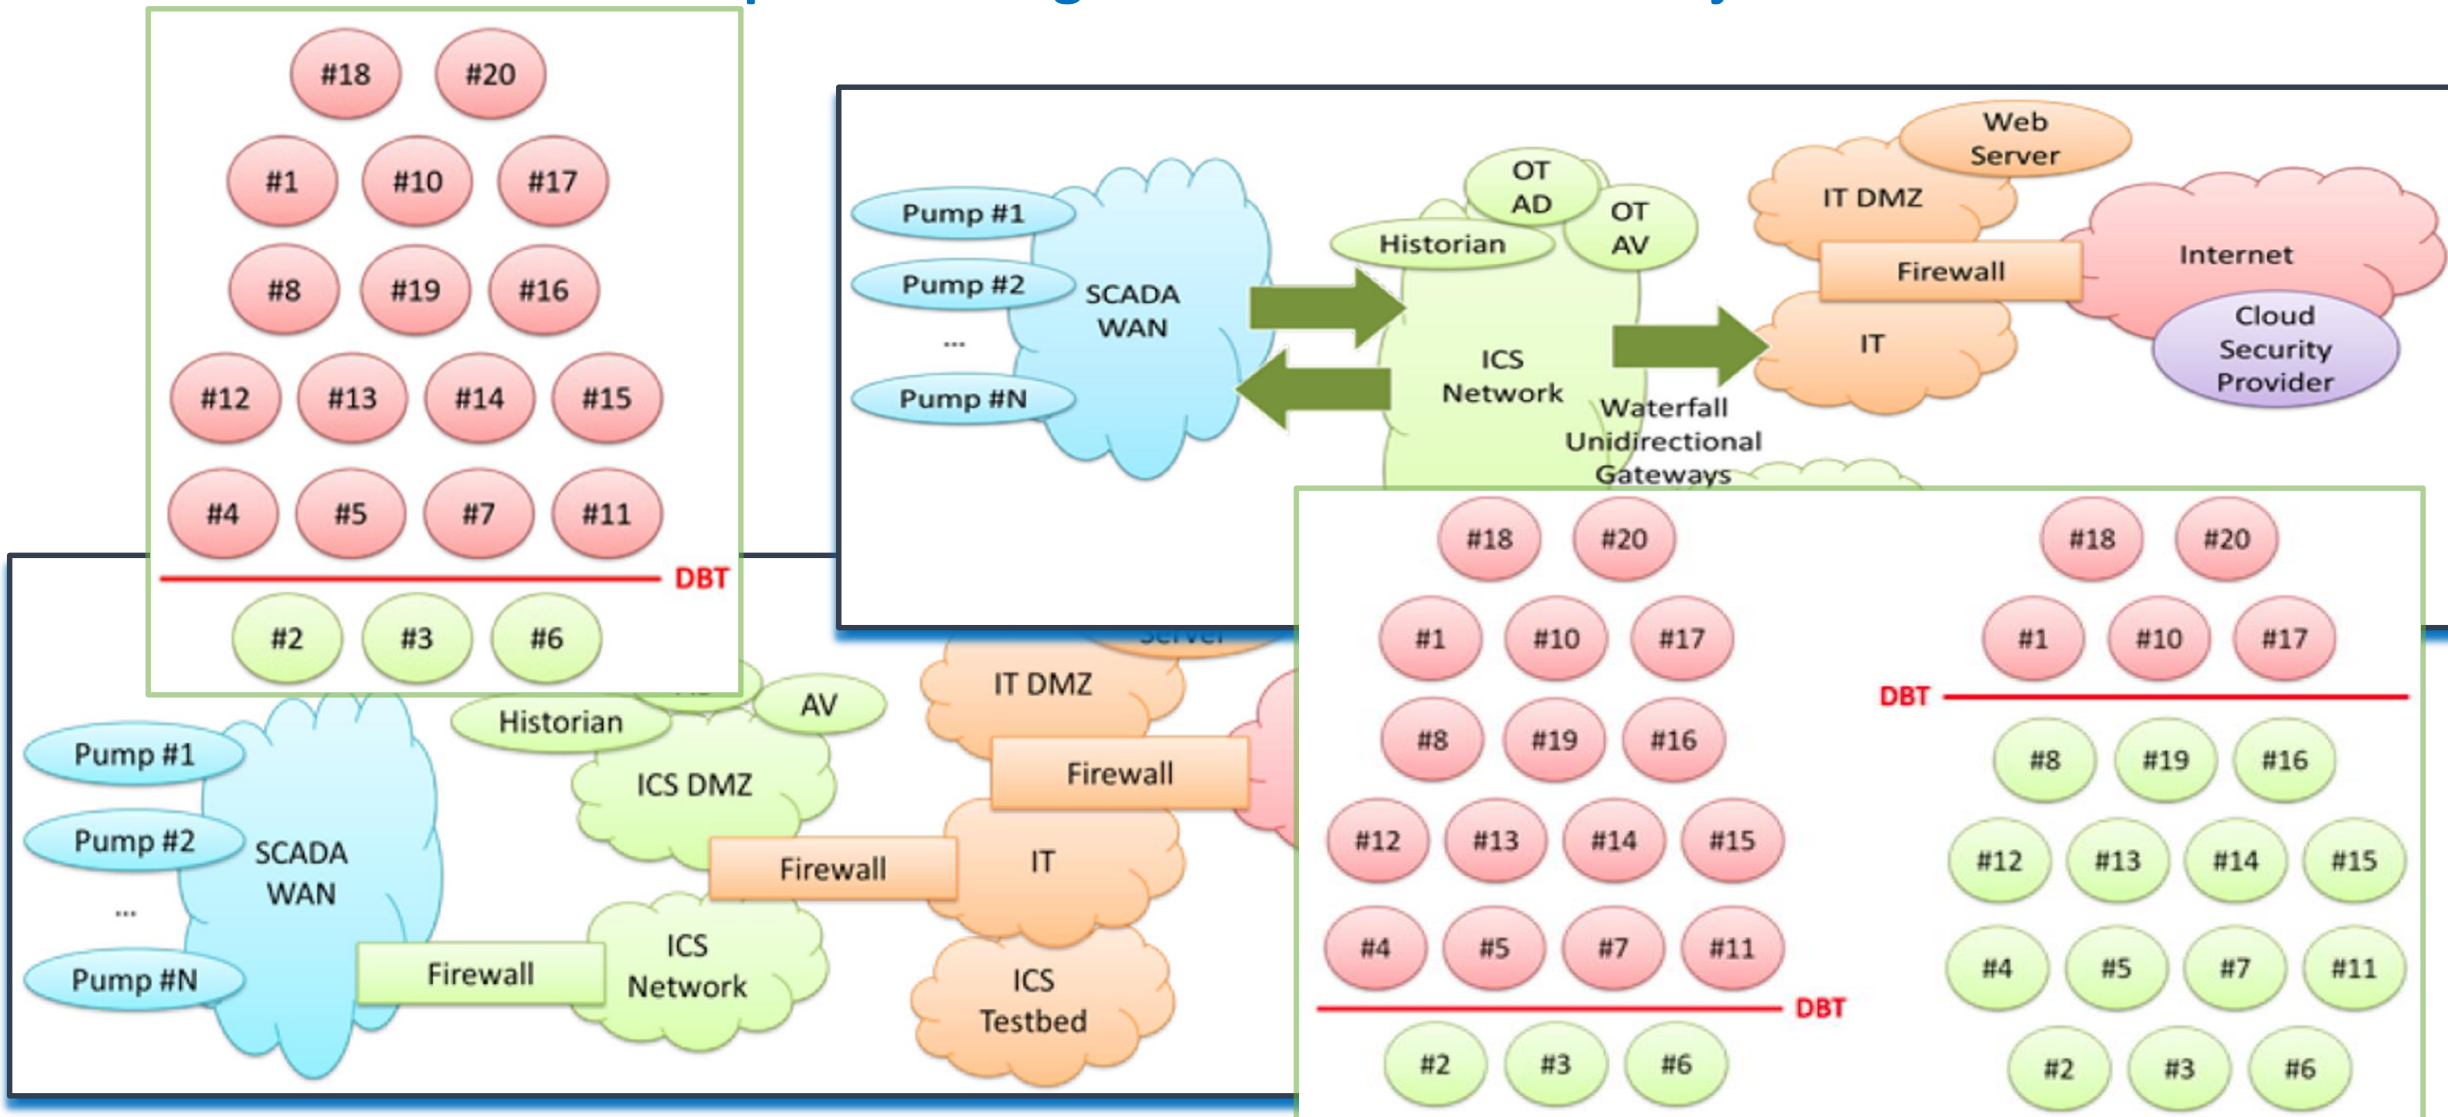 #18 #20
#1 #10 #17
#8 #19 #16
#12 #13 #14 #15
#4 #5 #7 #11
DBT
#2 #3 #6
Pump #1
Pump #2
...
Pump #N
SCADA
WAN
Historian
OT
AD
OT
AV
ICS
Network
Waterfall
Unidirectional
Gateways
IT DMZ
Web
Server
Firewall
IT
Internet
Cloud
Security
Provider
Pump #1
Pump #2
...
Pump #N
SCADA
WAN
Firewall
Historian
AV
ICS DMZ
ICS
Network
Firewall
IT DMZ
Firewall
IT
ICS
Testbed
#18 #20
#1 #10 #17
#8 #19 #16
#12 #13 #14 #15
#4 #5 #7 #11
DBT
#2 #3 #6
#18 #20
#1 #10 #17
DBT
#8 #19 #16
#12 #13 #14 #15
#4 #5 #7 #11
#2 #3 #6